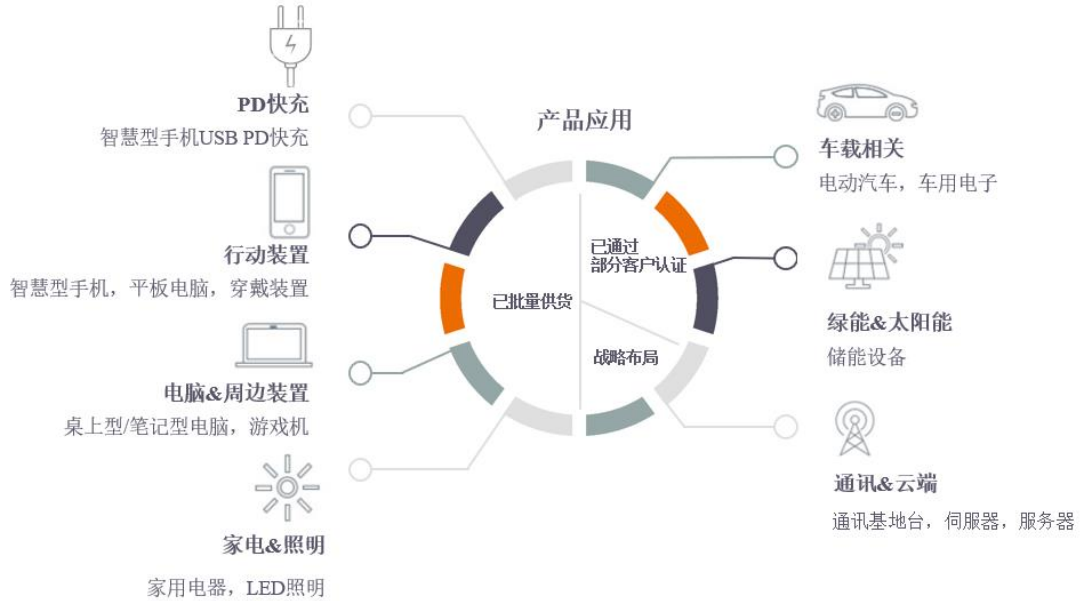 产品应用
PD快充
智慧型手机USB PD快充
行动装置
智慧型手机，平板电脑，穿戴装置
电脑&周边装置
桌上型/笔记型电脑，游戏机
家电&照明
家用电器，LED照明
已批量供货
已通过
部分客户认证
战略布局
车载相关
电动汽车，车用电子
绿能&太阳能
储能设备
通讯&云端
通讯基地台，伺服器，服务器